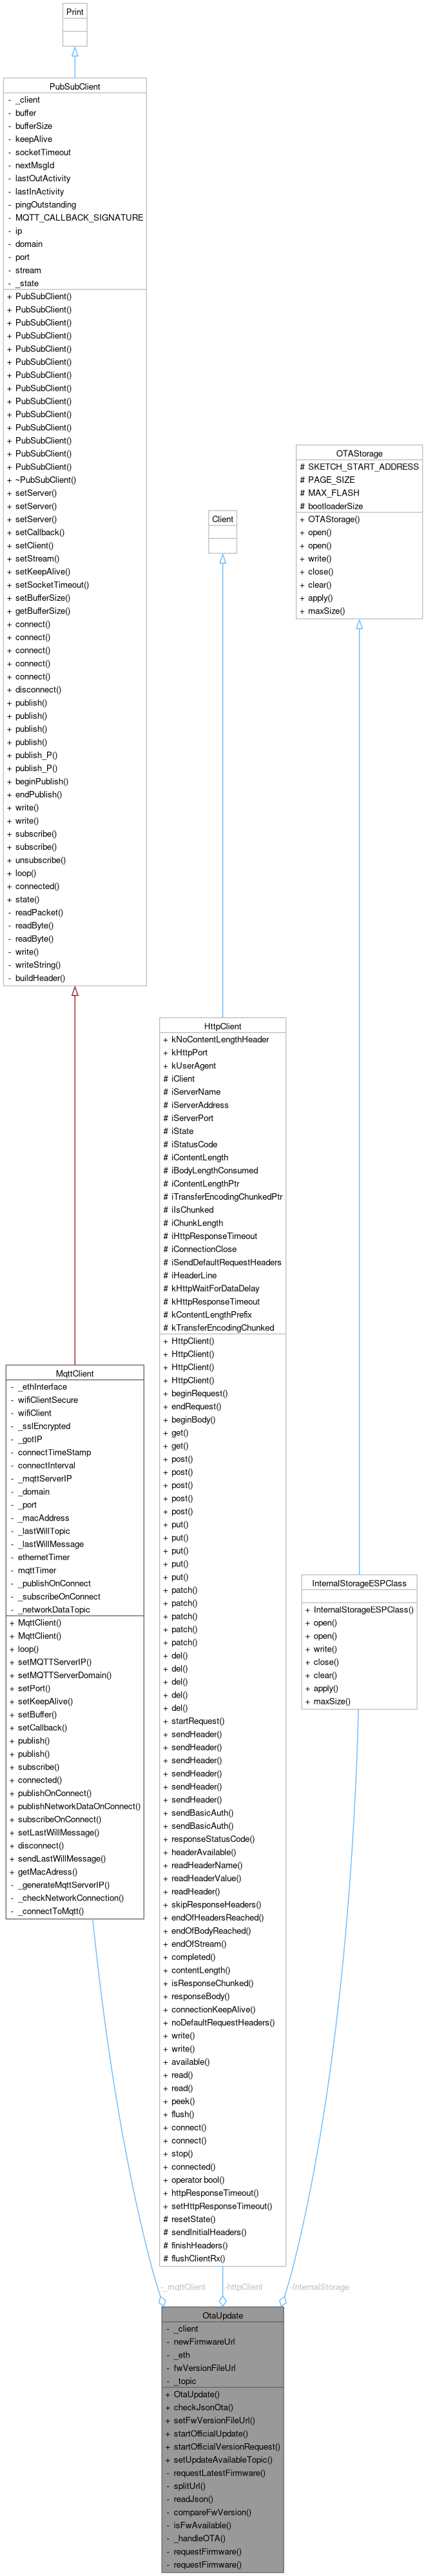 Print
PubSubClient
- _client
- buffer
- bufferSize
- keepAlive
- socketTimeout
- nextMsgId
- lastOutActivity
- lastInActivity
- pingOutstanding
- MQTT_CALLBACK_SIGNATURE
- ip
- domain
- port
- stream
- _state
+ PubSubClient()
+ PubSubClient()
+ PubSubClient()
+ PubSubClient()
+ PubSubClient()
+ PubSubClient()
+ PubSubClient()
+ PubSubClient()
+ PubSubClient()
+ PubSubClient()
+ PubSubClient()
+ PubSubClient()
+ PubSubClient()
+ PubSubClient()
+ ~PubSubClient()
+ setServer()
+ setServer()
+ setServer()
+ setCallback()
+ setClient()
+ setStream()
+ setKeepAlive()
+ setSocketTimeout()
+ setBufferSize()
+ getBufferSize()
+ connect()
+ connect()
+ connect()
+ connect()
+ connect()
+ disconnect()
+ publish()
+ publish()
+ publish()
+ publish()
+ publish_P()
+ publish_P()
+ beginPublish()
+ endPublish()
+ write()
+ write()
+ subscribe()
+ subscribe()
+ unsubscribe()
+ loop()
+ connected()
+ state()
- readPacket()
- readByte()
- readByte()
- write()
- writeString()
- buildHeader()
OTAStorage
# SKETCH_START_ADDRESS
# PAGE_SIZE
# MAX_FLASH
# bootloaderSize
+ OTAStorage()
+ open()
+ open()
+ write()
+ close()
+ clear()
+ apply()
+ maxSize()
Client
HttpClient
+ kNoContentLengthHeader
+ kHttpPort
+ kUserAgent
# iClient
# iServerName
# iServerAddress
# iServerPort
# iState
# iStatusCode
# iContentLength
# iBodyLengthConsumed
# iContentLengthPtr
# iTransferEncodingChunkedPtr
# iIsChunked
# iChunkLength
# iHttpResponseTimeout
# iConnectionClose
# iSendDefaultRequestHeaders
# iHeaderLine
# kHttpWaitForDataDelay
# kHttpResponseTimeout
# kContentLengthPrefix
# kTransferEncodingChunked
+ HttpClient()
+ HttpClient()
+ HttpClient()
+ HttpClient()
+ beginRequest()
+ endRequest()
+ beginBody()
+ get()
+ get()
+ post()
+ post()
+ post()
+ post()
+ post()
+ put()
+ put()
+ put()
+ put()
+ put()
+ patch()
+ patch()
+ patch()
+ patch()
+ patch()
+ del()
+ del()
+ del()
+ del()
+ del()
+ startRequest()
+ sendHeader()
+ sendHeader()
+ sendHeader()
+ sendHeader()
+ sendHeader()
+ sendHeader()
+ sendBasicAuth()
+ sendBasicAuth()
+ responseStatusCode()
+ headerAvailable()
+ readHeaderName()
+ readHeaderValue()
+ readHeader()
+ skipResponseHeaders()
+ endOfHeadersReached()
+ endOfBodyReached()
+ endOfStream()
+ completed()
+ contentLength()
+ isResponseChunked()
+ responseBody()
+ connectionKeepAlive()
+ noDefaultRequestHeaders()
+ write()
+ write()
+ available()
+ read()
+ read()
+ peek()
+ flush()
+ connect()
+ connect()
+ stop()
+ connected()
+ operator bool()
+ httpResponseTimeout()
+ setHttpResponseTimeout()
# resetState()
# sendInitialHeaders()
# finishHeaders()
# flushClientRx()
MqttClient
- _ethInterface
- wifiClientSecure
- wifiClient
- _sslEncrypted
- _gotIP
- connectTimeStamp
- connectInterval
- _mqttServerIP
- _domain
- _port
- _macAddress
- _lastWillTopic
- _lastWillMessage
- ethernetTimer
- mqttTimer
- _publishOnConnect
- _subscribeOnConnect
- _networkDataTopic
+ MqttClient()
+ MqttClient()
+ loop()
+ setMQTTServerIP()
+ setMQTTServerDomain()
+ setPort()
+ setKeepAlive()
+ setBuffer()
+ setCallback()
+ publish()
+ publish()
+ subscribe()
+ connected()
+ publishOnConnect()
+ publishNetworkDataOnConnect()
+ subscribeOnConnect()
+ setLastWillMessage()
+ disconnect()
+ sendLastWillMessage()
+ getMacAdress()
- _generateMqttServerIP()
- _checkNetworkConnection()
- _connectToMqtt()
InternalStorageESPClass
+ InternalStorageESPClass()
+ open()
+ open()
+ write()
+ close()
+ clear()
+ apply()
+ maxSize()
-_mqttClient
-httpClient
-InternalStorage
OtaUpdate
- _client
- newFirmwareUrl
- _eth
- fwVersionFileUrl
- _topic
+ OtaUpdate()
+ checkJsonOta()
+ setFwVersionFileUrl()
+ startOfficialUpdate()
+ startOfficialVersionRequest()
+ setUpdateAvailableTopic()
- requestLatestFirmware()
- splitUrl()
- readJson()
- compareFwVersion()
- isFwAvailable()
- _handleOTA()
- requestFirmware()
- requestFirmware()